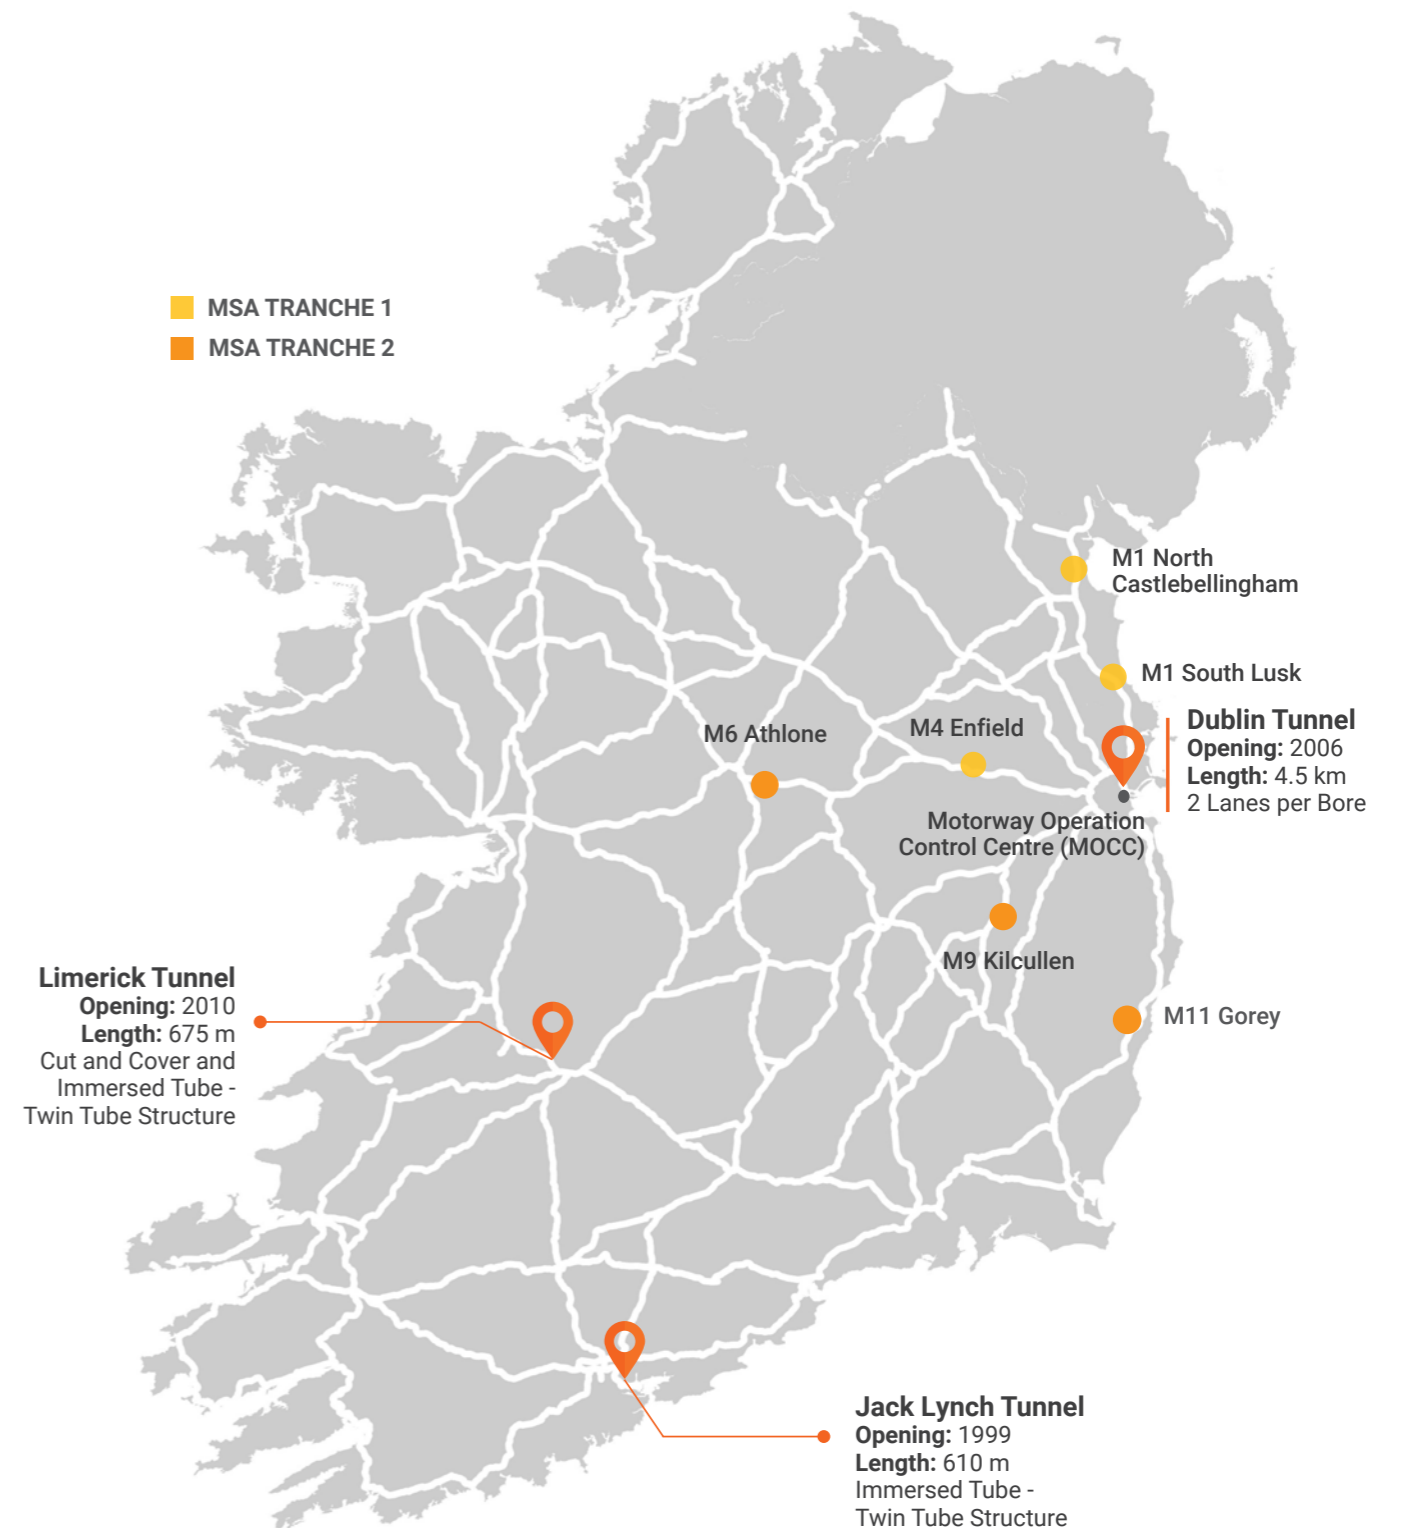 MSA TRANCHE 1
MSA TRANCHE 2
M1 North
Castlebellingham
M1 South Lusk
Dublin Tunnel
Opening: 2006
Length: 4.5 km
2 Lanes per Bore
M6 Athlone
M4 Enfield
Motorway Operation
Control Centre (MOCC)
M9 Kilcullen
M11 Gorey
Limerick Tunnel
Opening: 2010
Length: 675 m
Cut and Cover and
Immersed Tube -
Twin Tube Structure
Jack Lynch Tunnel
Opening: 1999
Length: 610 m
Immersed Tube -
Twin Tube Structure